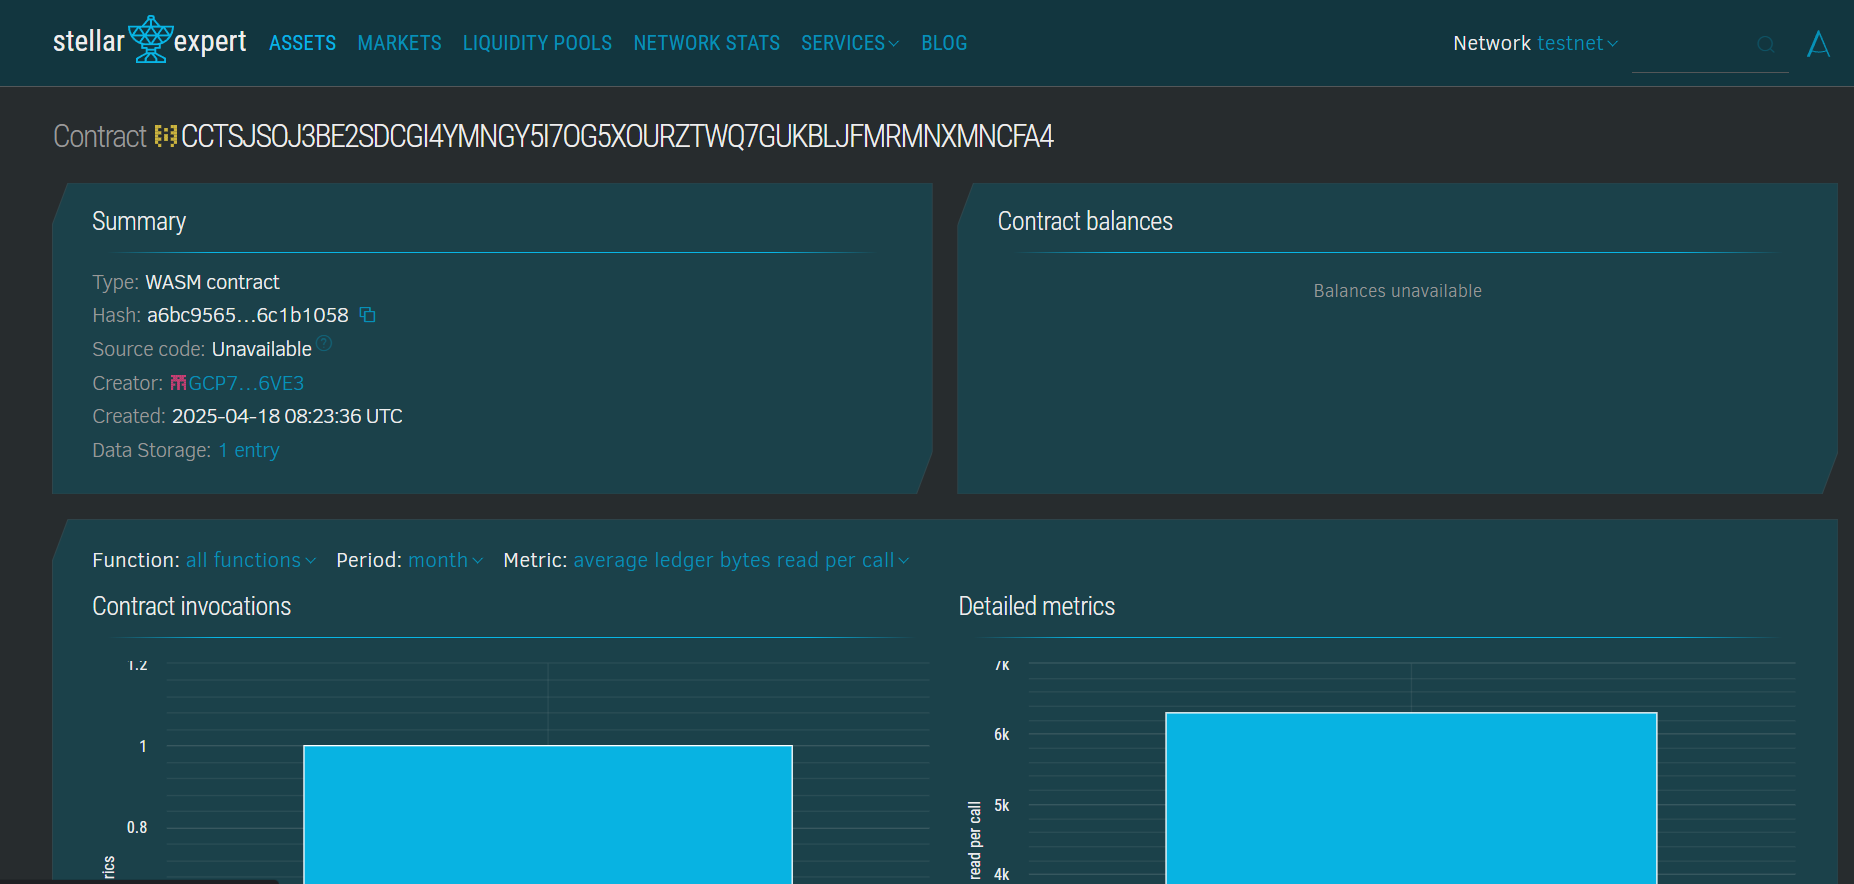 stellar expert ASSETS MARKETS LIQUIDITY POOLS NETWORK STATS SERVICES BLOG Network testnet
Contract CCTSJSOJ3BE2SDCGI4YMNGY5I7OG5XOURZTWQ7GUKBLJFMRMNXMNCFA4
Summary
Type: WASM contract
Hash: a6bc9565...6c1b1058
Source code: Unavailable ?
Creator: GCP7...6VE3
Created: 2025-04-18 08:23:36 UTC
Data Storage: 1 entry
Contract balances
Balances unavailable
Function: all functions Period: month Metric: average ledger bytes read per call
Contract invocations
1.2
1
0.8
rics
Detailed metrics
7k
6k
5k
4k
read per call